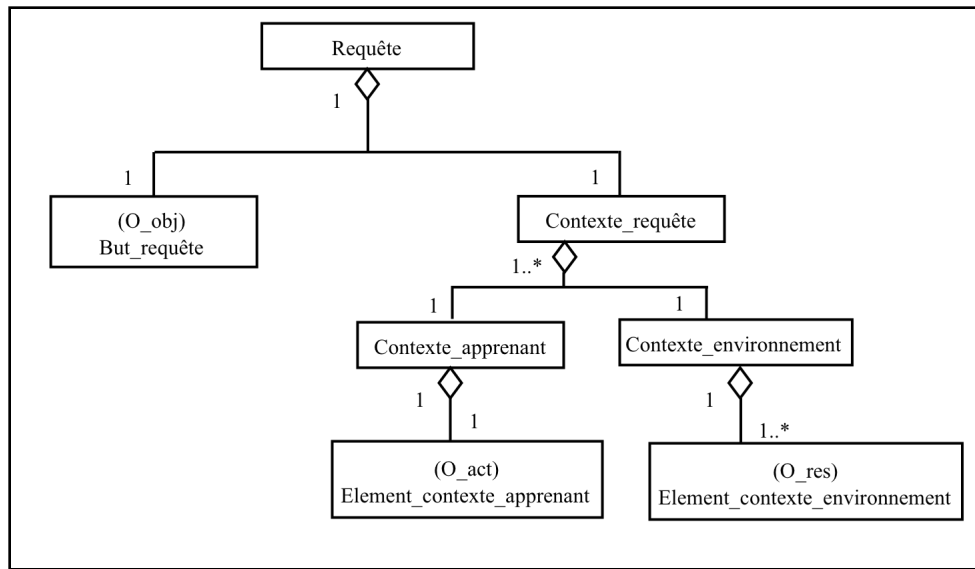 Requête
1
1
1
(O_obj)
But_requête
Contexte_requête
1..*
1
1
Contexte_apprenant
Contexte_environnement
1
1
1
1..*
(O_act)
Element_contexte_apprenant
(O_res)
Element_contexte_environnement